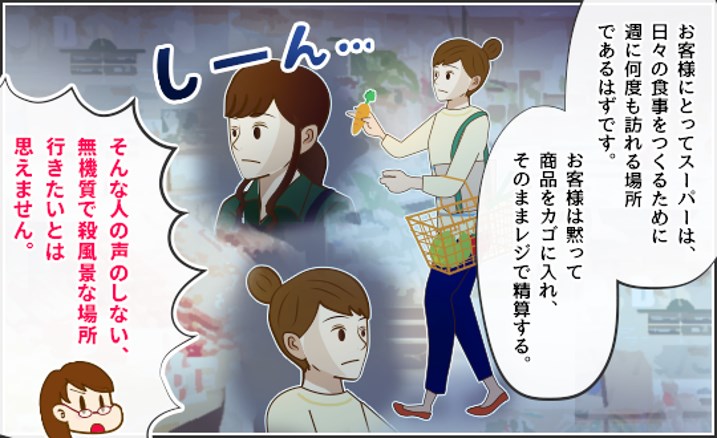 お客様にとってスーパーは、
日々の食事をつくるために
週に何度も訪れる場所
であるはずです。
お客様は黙って
商品をカゴに入れ、
そのままレジで精算する。
しーん…
そんな人の声のしない、
無機質で殺風景な場所
行きたいとは
思えません。